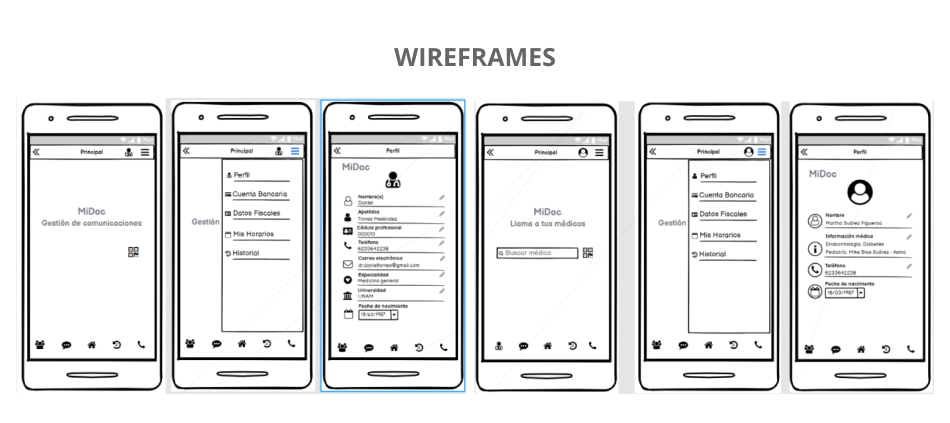 WIREFRAMES
Principal
MiDoc
Gestión de comunicaciones
Principal
Perfil
Cuenta Bancaria
Datos Fiscales
Gestión
Mis Horarios
Historial
Perfil
MiDoc
Nombre(s)
Daniel
Apellidos
Torres Meléndez
Cédula profesional
000013
Teléfono
6233642238
Correo electrónico
dr.danieltorres@gmail.com
Especialidad
Medicina general
Universidad
UNAM
Fecha de nacimiento
Principal
MiDoc
Llama a tus médicos
Buscar médico
Principal
Perfil
Cuenta Bancaria
Datos Fiscales
Gestión
Mis Horarios
Historial
Perfil
MiDoc
Nombre
Martha Suárez Figueroa
Información médica
Endocrinología: Diabetes
Pediatría: Mike Blas Suárez - Asma
Teléfono
6233642238
Fecha de nacimiento
18/03/1987